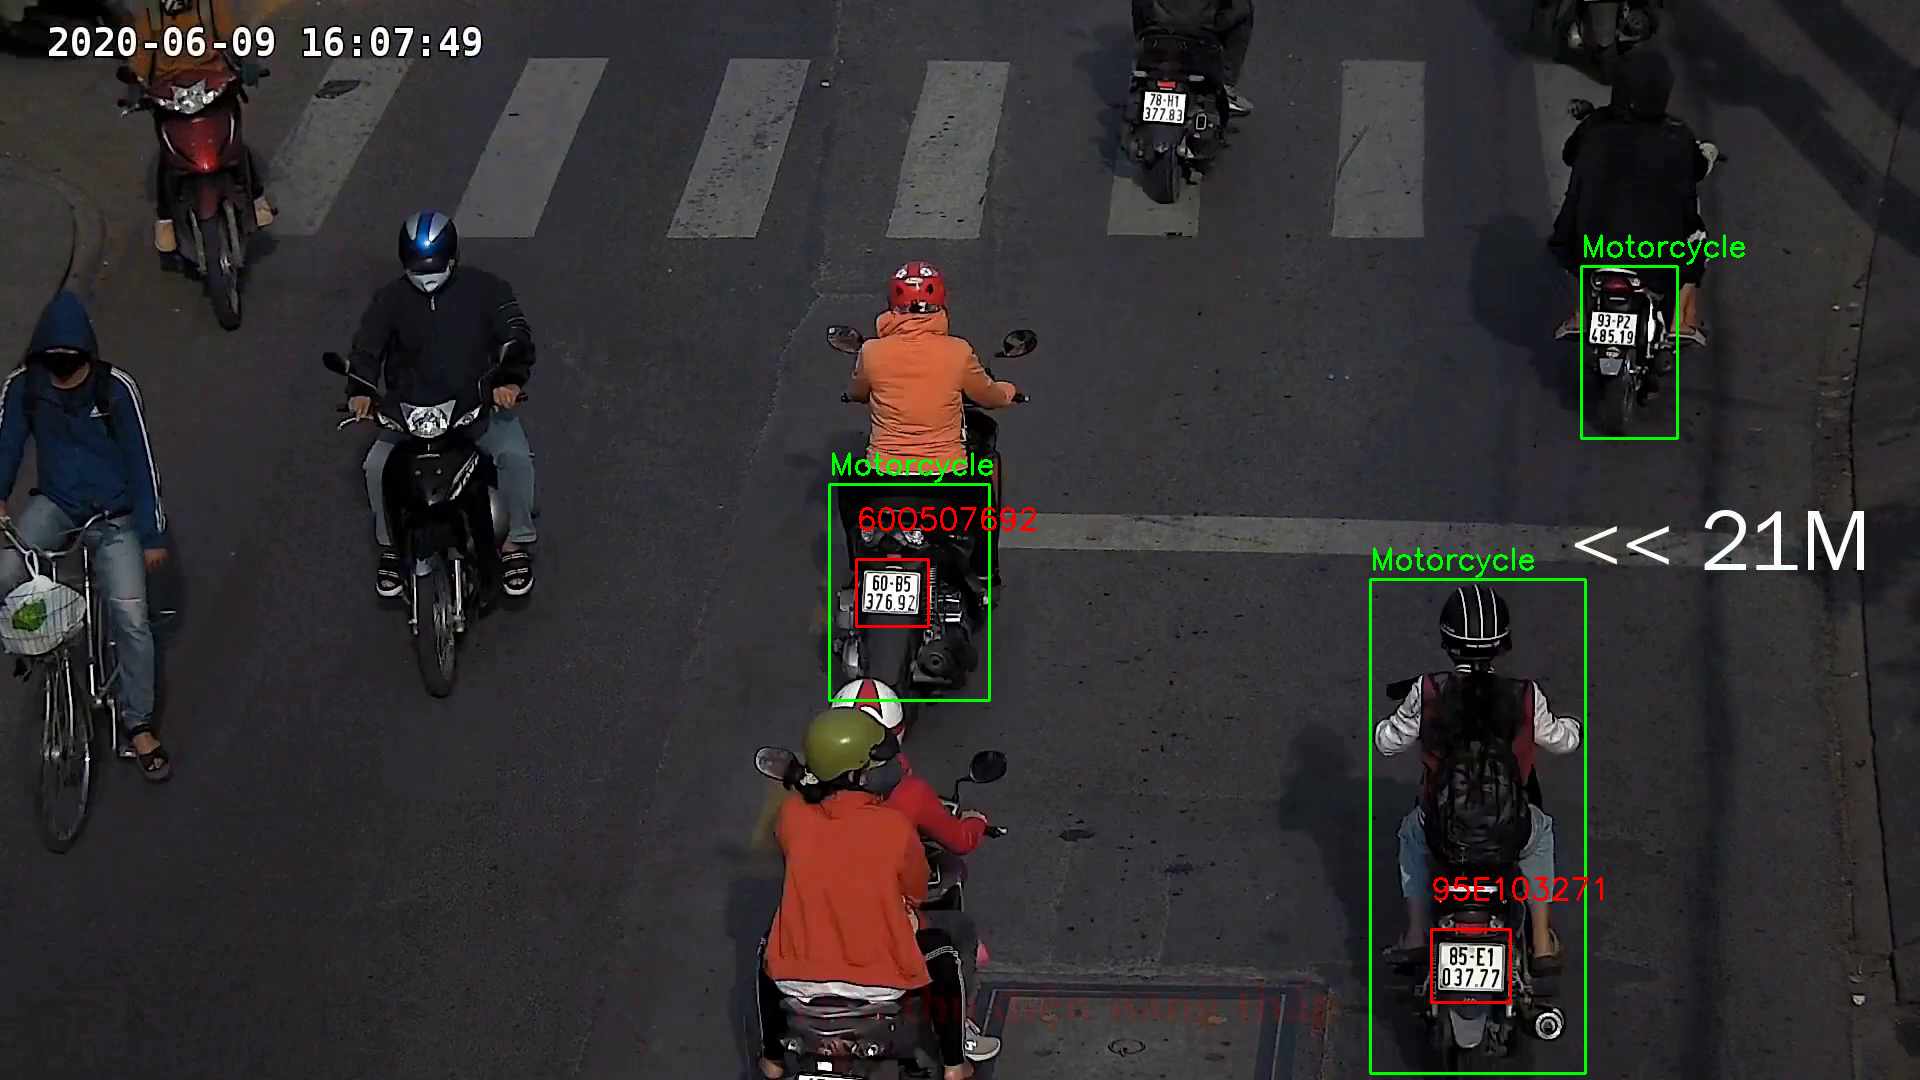 2020-06-09 16:07:49
78-H1
377.83
Motorcycle
93-P2
485.19
Motorcycle
60O507692
60-B5
376.92
<< 21M
Motorcycle
95E103271
85-E1
037.77